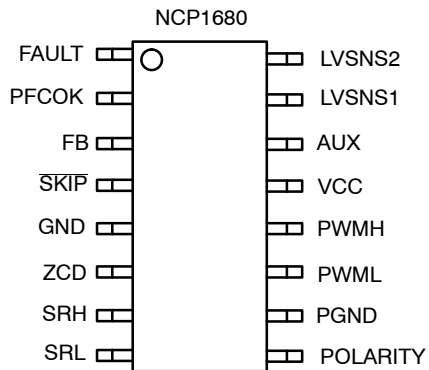 NCP1680
FAULT LVSNS2
PFCOK LVSNS1
FB AUX
SKIP VCC
GND PWMH
ZCD PWML
SRH PGND
SRL POLARITY